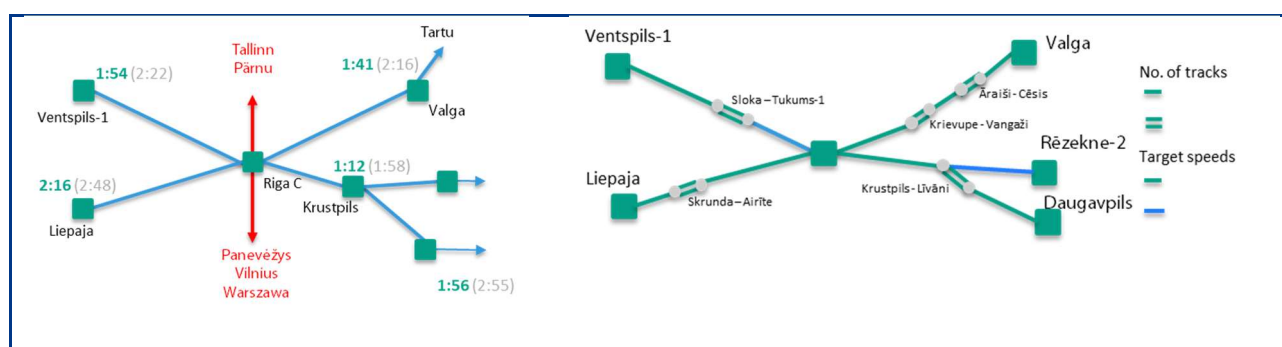 Tartu
Tallinn
Pärnu
1:54 (2:22)
1:41 (2:16)
Ventspils-1
Valga
2:16 (2:48)
Riga C
1:12 (1:58)
Krustpils
Liepaja
Panevėžys
Vilnius
Warszawa
1:56 (2:55)
Ventspils-1
Valga
Sloka – Tukums-1
Āraiši - Cēsis
Krievupe - Vangaži
No. of tracks
Rēzekne-2
Target speeds
Liepaja
Skrunda – Airīte
Krustpils - Līvāni
Daugavpils